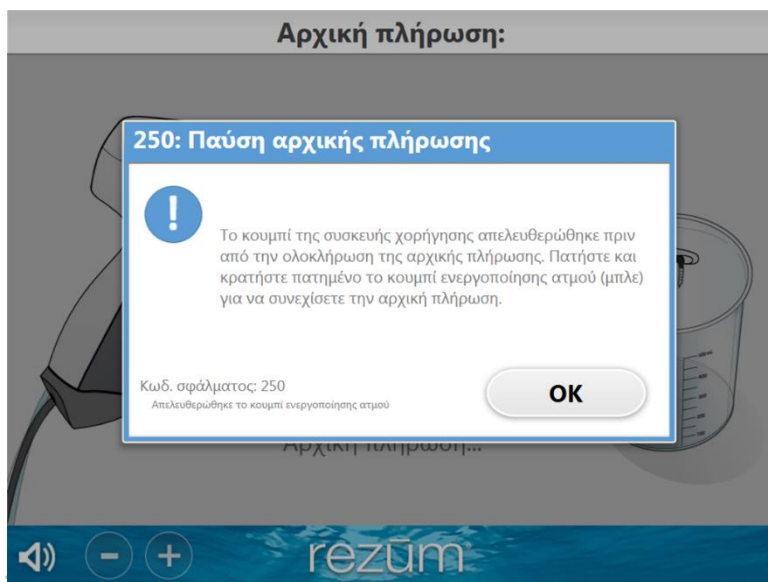 Αρχική πλήρωση:
250: Παύση αρχικής πλήρωσης
Το κουμπί της συσκευής χορήγησης απελευθερώθηκε πριν
από την ολοκλήρωση της αρχικής πλήρωσης. Πατήστε και
κρατήστε πατημένο το κουμπί ενεργοποίησης ατμού (μπλε)
για να συνεχίσετε την αρχική πλήρωση.
Κωδ. σφάλματος: 250
Απελευθερώθηκε το κουμπί ενεργοποίησης ατμού
OK
Αρχική πλήρωση...
rezūm